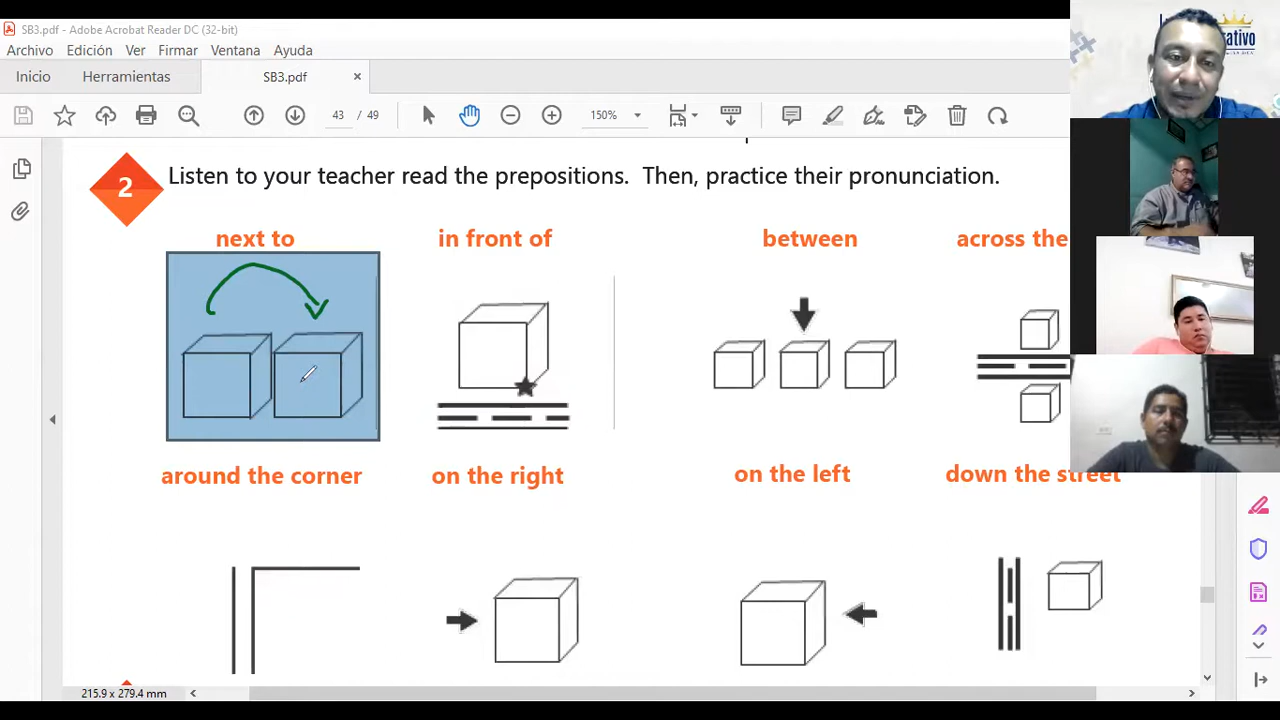 SB3.pdf - Adobe Acrobat Reader DC (32-bit)
Archivo Edición Ver Firmar Ventana Ayuda
Inicio Herramientas SB3.pdf ×
43 / 49 150%
2 Listen to your teacher read the prepositions. Then, practice their pronunciation.
next to in front of between across the
around the corner on the right on the left down the street
215.9 x 279.4 mm